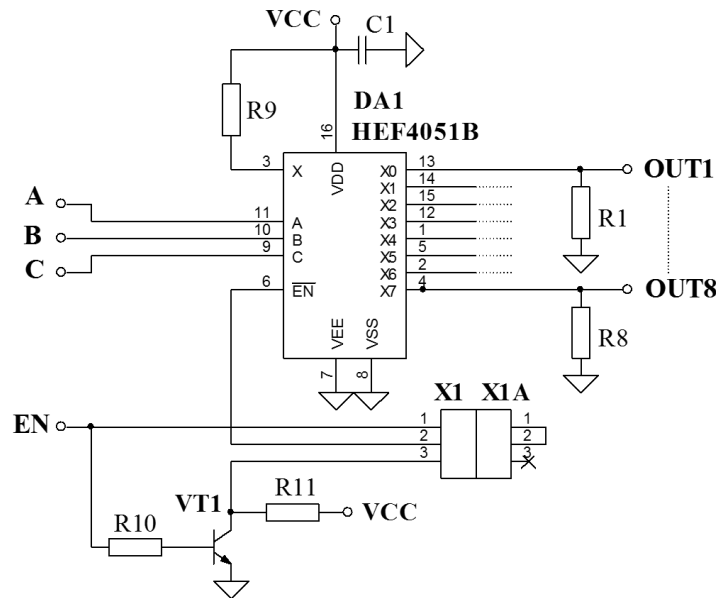 VCC
C1
R9
DA1
HEF4051B
16
3 X VDD X0 13 OUT1
X1 14
A
X2 15
11 A X3 12 R1
B 10 B X4 1
9 C X5 5
C X6 2
6 EN X7 4 OUT8
VEE VSS R8
7 8
X1 X1A
EN 1 1
2 2
3 3
R11
VT1 VCC
R10